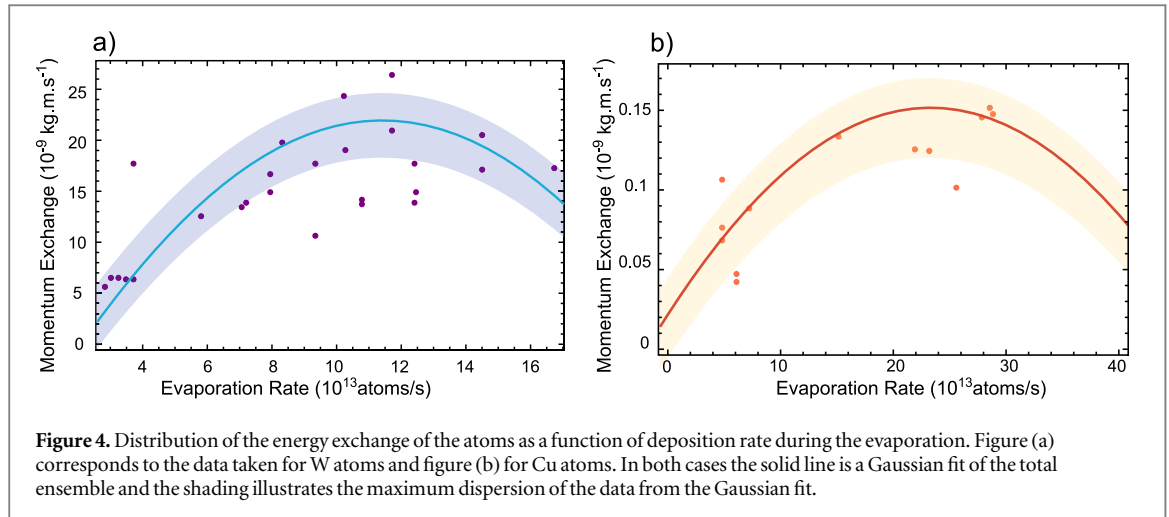 a)
b)
Momentum Exchange (10⁻⁹ kg.m.s⁻¹)
25
20
15
10
5
0
4
6
8
10
12
14
16
Evaporation Rate (10¹³atoms/s)
Momentum Exchange (10⁻⁹ kg.m.s⁻¹)
0.15
0.1
0.05
0
0
10
20
30
40
Evaporation Rate (10¹³atoms/s)
Figure 4. Distribution of the energy exchange of the atoms as a function of deposition rate during the evaporation. Figure (a)
corresponds to the data taken for W atoms and figure (b) for Cu atoms. In both cases the solid line is a Gaussian fit of the total
ensemble and the shading illustrates the maximum dispersion of the data from the Gaussian fit.